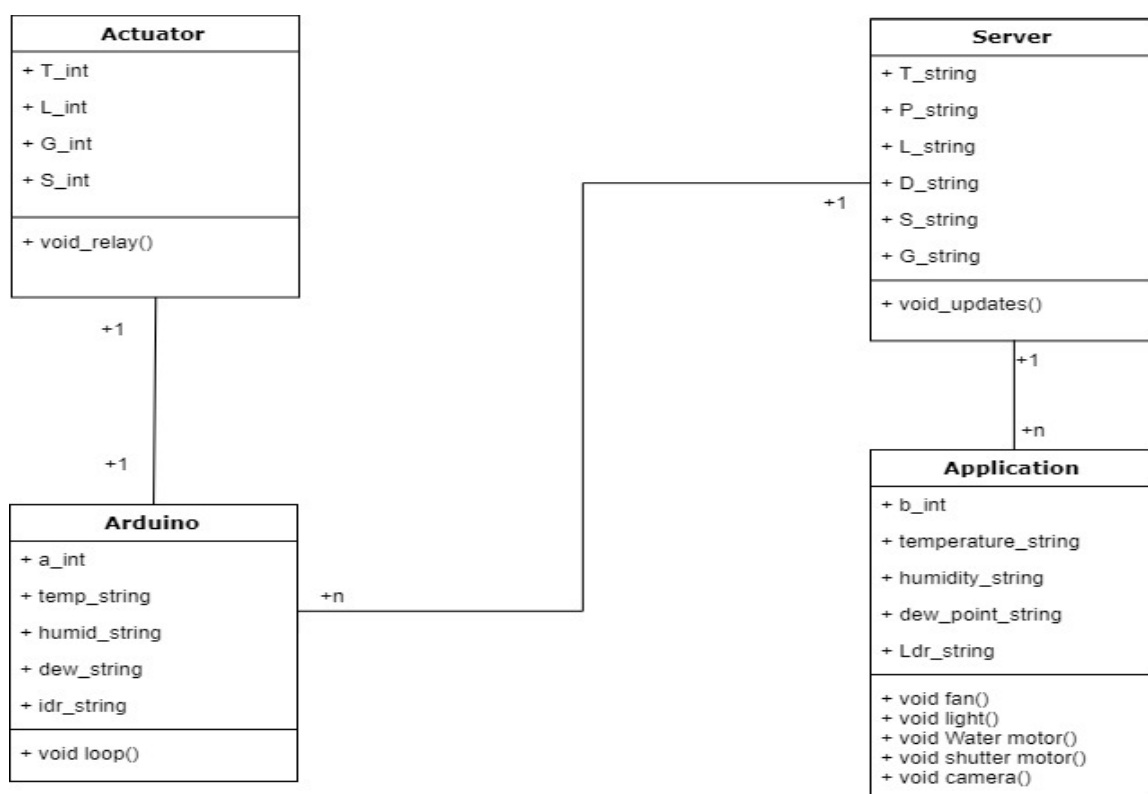 Actuator
+ T_int
+ L_int
+ G_int
+ S_int
+ void_relay()
+1
+1
Arduino
+ a_int
+ temp_string
+ humid_string
+ dew_string
+ idr_string
+ void loop()
+n
+1
Server
+ T_string
+ P_string
+ L_string
+ D_string
+ S_string
+ G_string
+ void_updates()
+1
+n
Application
+ b_int
+ temperature_string
+ humidity_string
+ dew_point_string
+ Ldr_string
+ void fan()
+ void light()
+ void Water motor()
+ void shutter motor()
+ void camera()